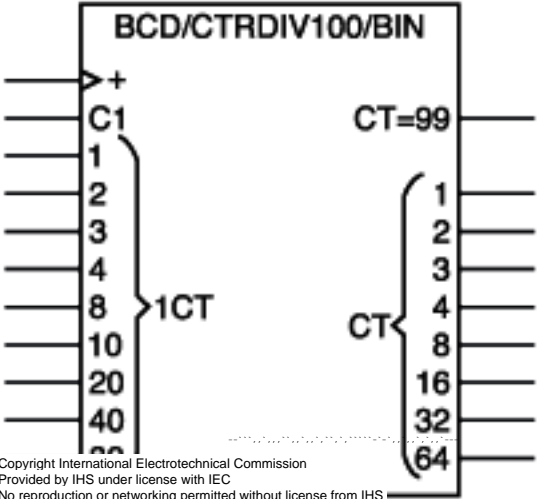 BCD/CTRDIV100/BIN
+
C1
1
2
3
4
8
10
20
40
1CT
CT=99
1
2
3
4
8
16
32
64
CT
Copyright International Electrotechnical Commission
Provided by IHS under license with IEC
No reproduction or networking permitted without license from IHS